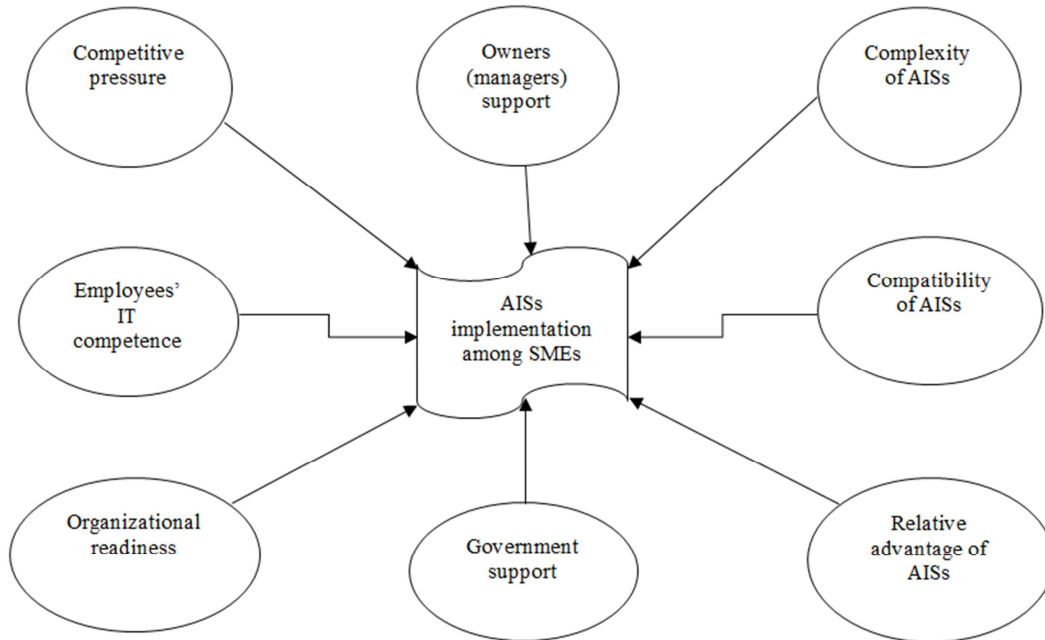 Competitive
pressure
Owners
(managers)
support
Complexity
of AISs
Employees’
IT
competence
AISs
implementation
among SMEs
Compatibility
of AISs
Organizational
readiness
Government
support
Relative
advantage of
AISs